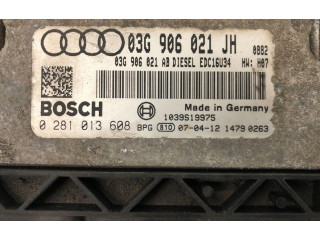 03G 906 021 JH 0882
03G 906 021 AB DIESEL EDC16U34 HW: H07
BOSCH
Made in Germany
1039S19975
0 281 013 608 BPG 810 07-04-12 1479 0263